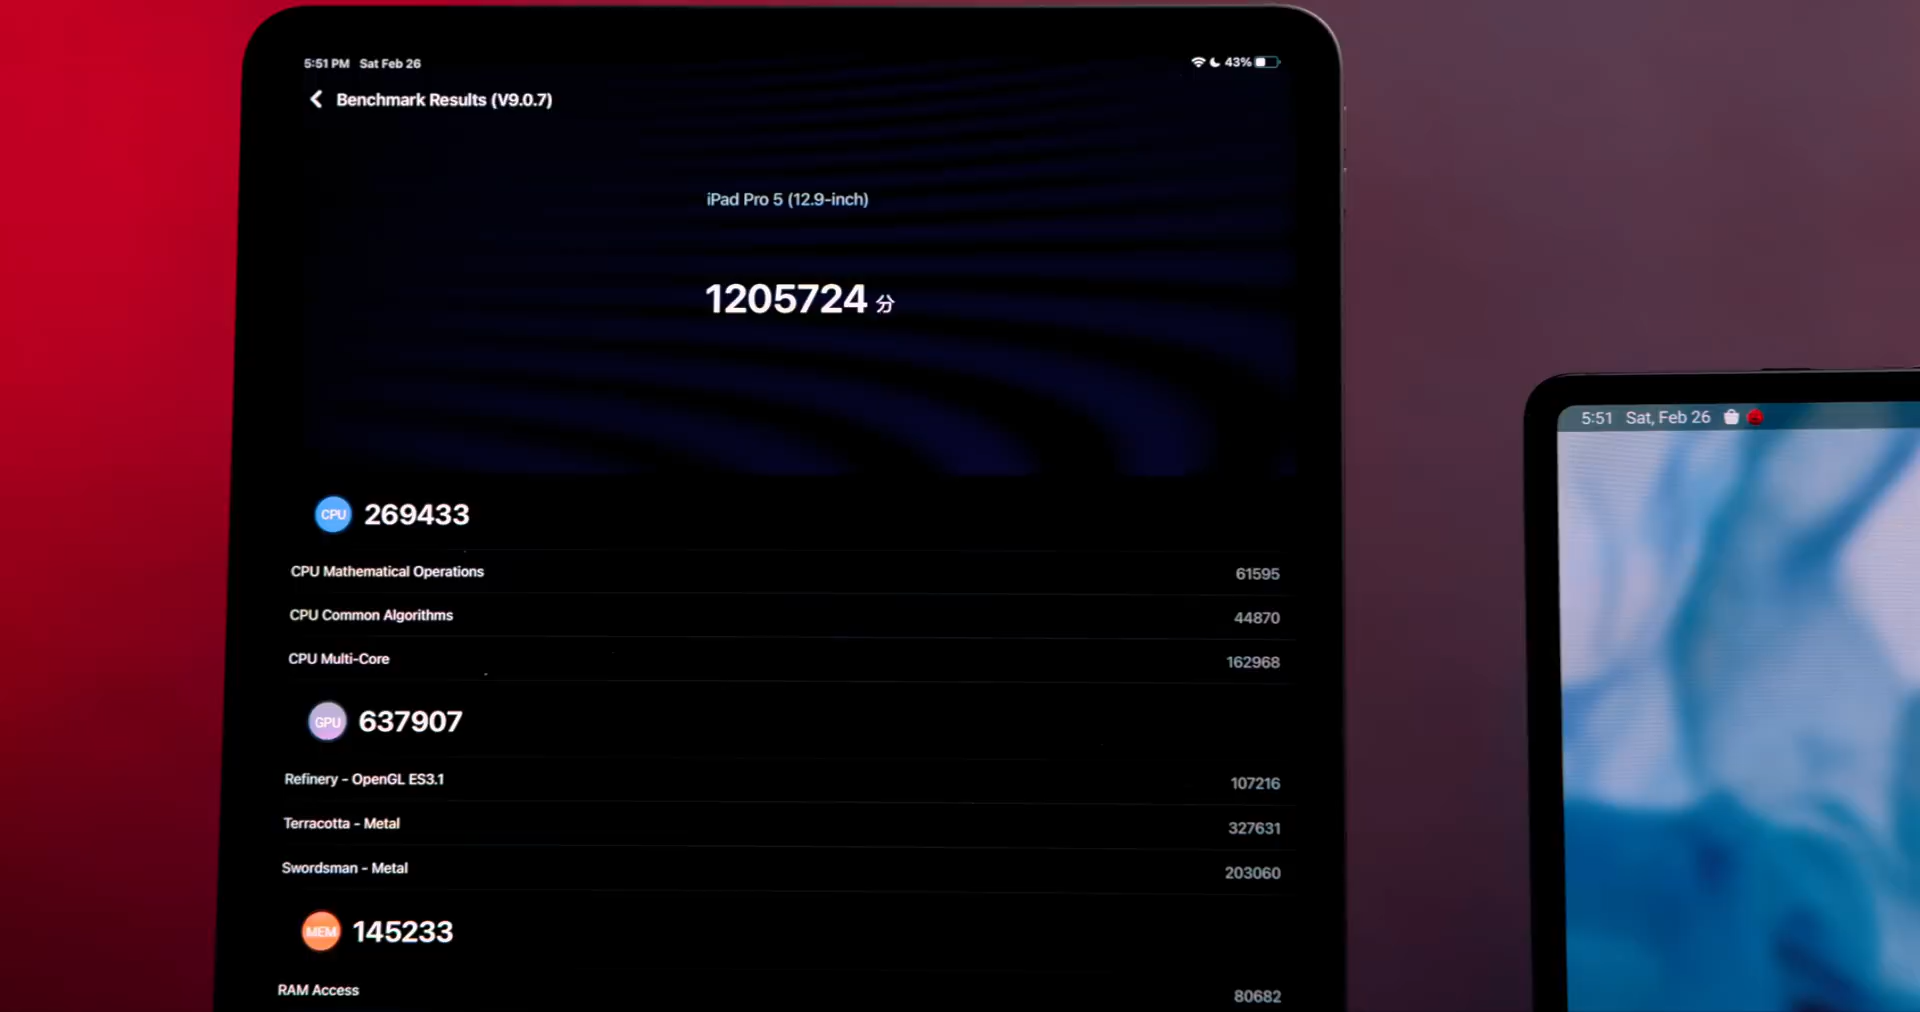 5:51 PM Sat Feb 26 43%
Benchmark Results (V9.0.7)
iPad Pro 5 (12.9-inch)
1205724 分
CPU 269433
CPU Mathematical Operations 61595
CPU Common Algorithms 44870
CPU Multi-Core 162968
GPU 637907
Refinery - OpenGL ES3.1 107216
Terracotta - Metal 327631
Swordsman - Metal 203060
MEM 145233
RAM Access 80682
5:51 Sat, Feb 26